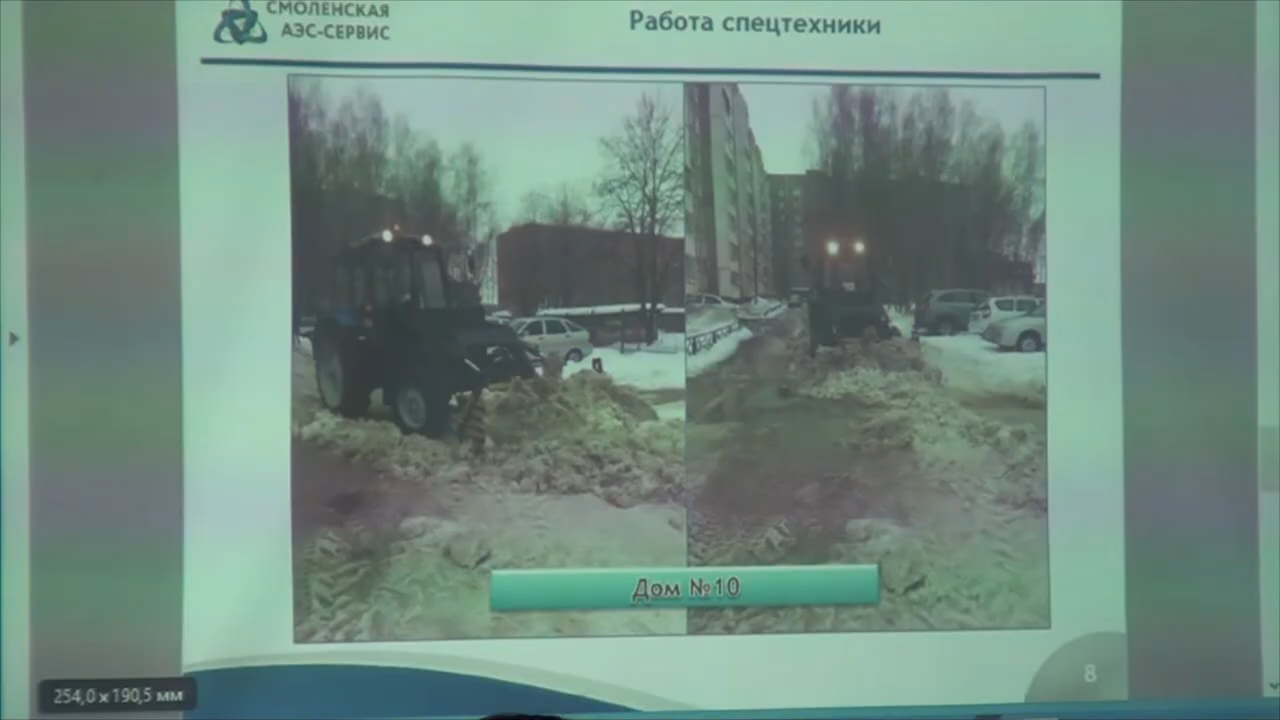 СМОЛЕНСКАЯ
АЭС-СЕРВИС
Работа спецтехники
Дом №10
8
254,0 x 190,5 мм